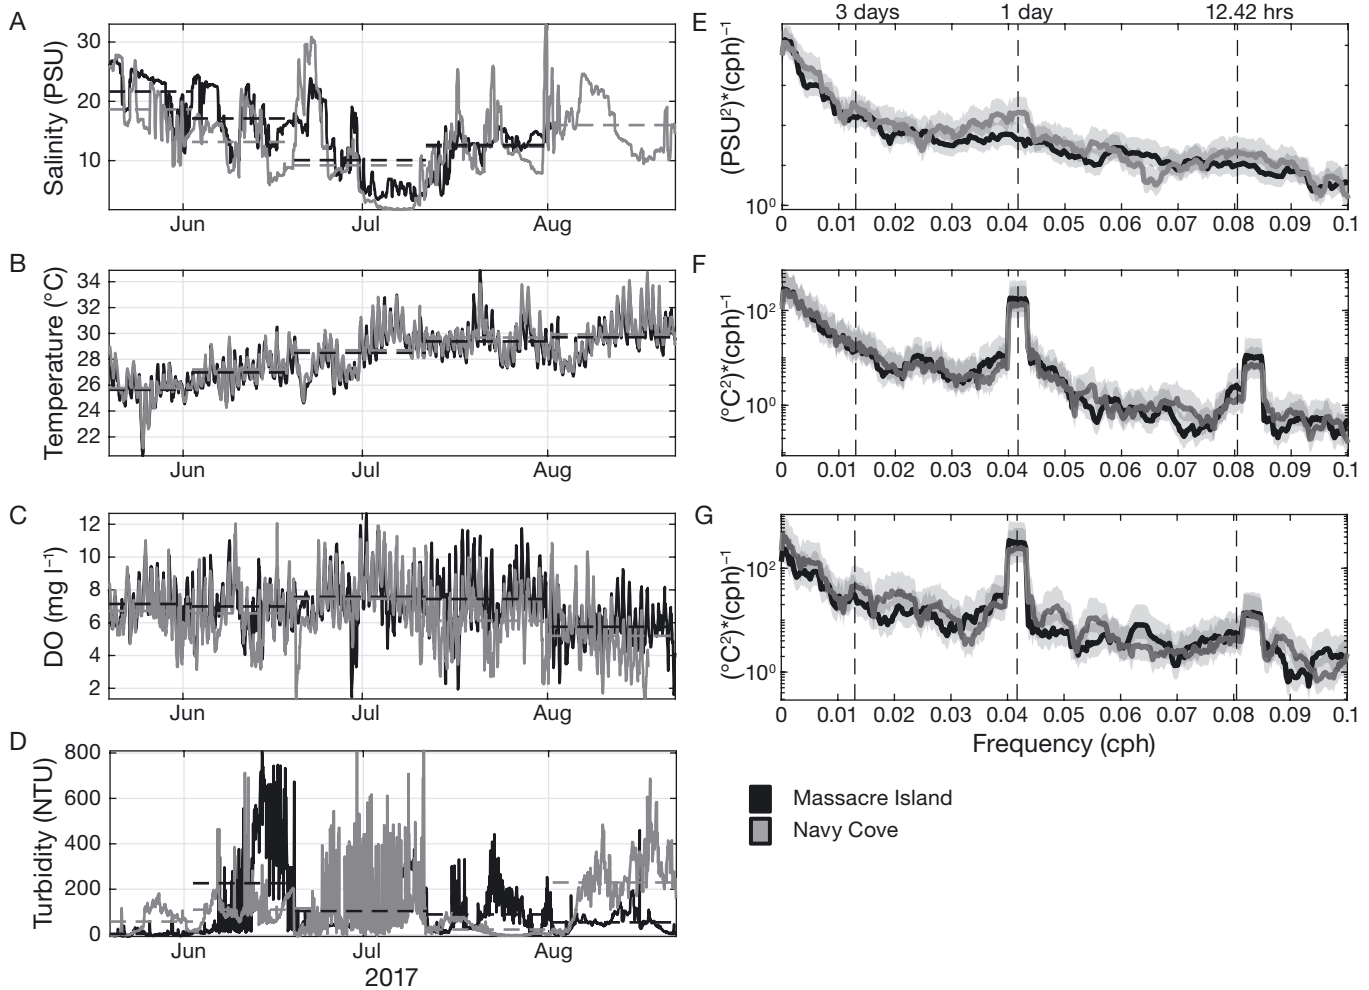 A
Salinity (PSU)
30
20
10
Jun
Jul
Aug
B
Temperature (°C)
34
32
30
28
26
24
22
Jun
Jul
Aug
C
DO (mg l⁻¹)
12
10
8
6
4
2
Jun
Jul
Aug
D
Turbidity (NTU)
800
600
400
200
0
Jun
Jul
Aug
2017
E
3 days
1 day
12.42 hrs
(PSU²)*(cph)⁻¹
10⁰
0 0.01 0.02 0.03 0.04 0.05 0.06 0.07 0.08 0.09 0.1
F
(°C²)*(cph)⁻¹
10²
10⁰
0 0.01 0.02 0.03 0.04 0.05 0.06 0.07 0.08 0.09 0.1
G
(°C²)*(cph)⁻¹
10²
10⁰
0 0.01 0.02 0.03 0.04 0.05 0.06 0.07 0.08 0.09 0.1
Frequency (cph)
Massacre Island
Navy Cove